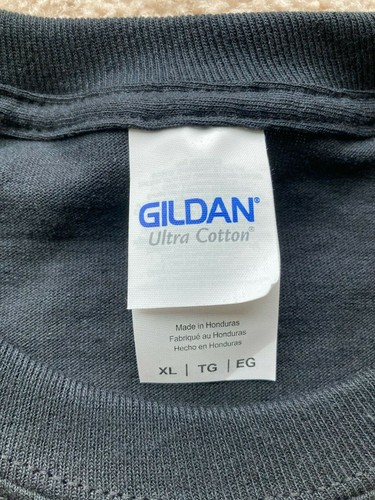 GILDAN®
Ultra Cotton®
Made in Honduras
Fabriqué au Honduras
Hecho en Honduras
XL | TG | EG